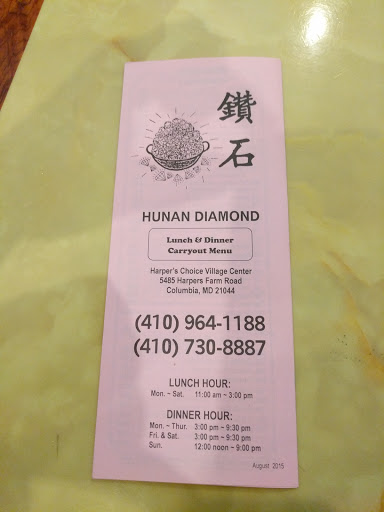 鑽石
HUNAN DIAMOND
Lunch & Dinner
Carryout Menu
Harper's Choice Village Center
5485 Harpers Farm Road
Columbia, MD 21044
(410) 964-1188
(410) 730-8887
LUNCH HOUR:
Mon. ~ Sat. 11:00 am ~ 3:00 pm
DINNER HOUR:
Mon. ~ Thur. 3:00 pm ~ 9:30 pm
Fri. & Sat. 3:00 pm ~ 9:30 pm
Sun. 12:00 noon ~ 9:00 pm
August 2015